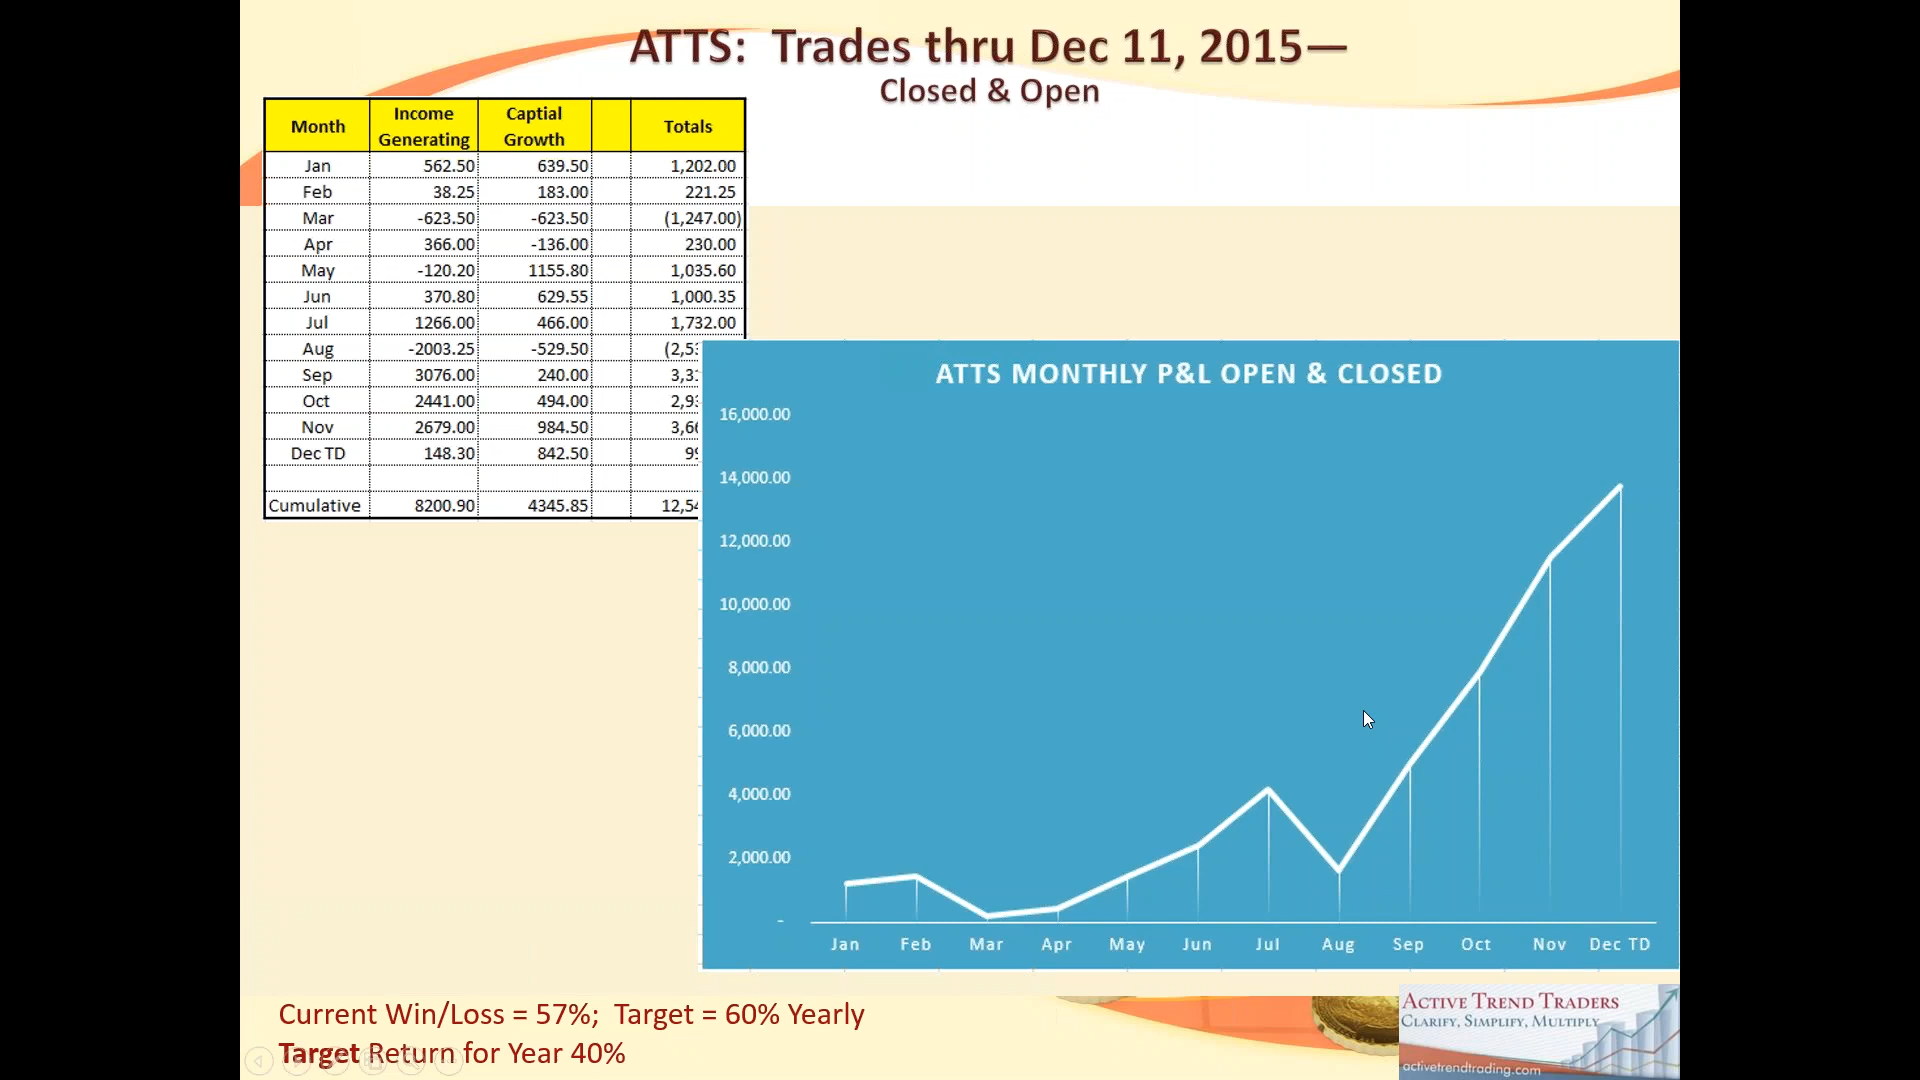 ATTS: Trades thru Dec 11, 2015—
Closed & Open
Month Income Generating Captial Growth Totals
Jan 562.50 639.50 1,202.00
Feb 38.25 183.00 221.25
Mar -623.50 -623.50 (1,247.00)
Apr 366.00 -136.00 230.00
May -120.20 1155.80 1,035.60
Jun 370.80 629.55 1,000.35
Jul 1266.00 466.00 1,732.00
Aug -2003.25 -529.50
Sep 3076.00 240.00
Oct 2441.00 494.00
Nov 2679.00 984.50
Dec TD 148.30 842.50
Cumulative 8200.90 4345.85
ATTS MONTHLY P&L OPEN & CLOSED
16,000.00
14,000.00
12,000.00
10,000.00
8,000.00
6,000.00
4,000.00
2,000.00
-
Jan Feb Mar Apr May Jun Jul Aug Sep Oct Nov Dec TD
Current Win/Loss = 57%; Target = 60% Yearly
Target Return for Year 40%
ACTIVE TREND TRADERS
CLARIFY, SIMPLIFY, MULTIPLY
activetrendtrading.com